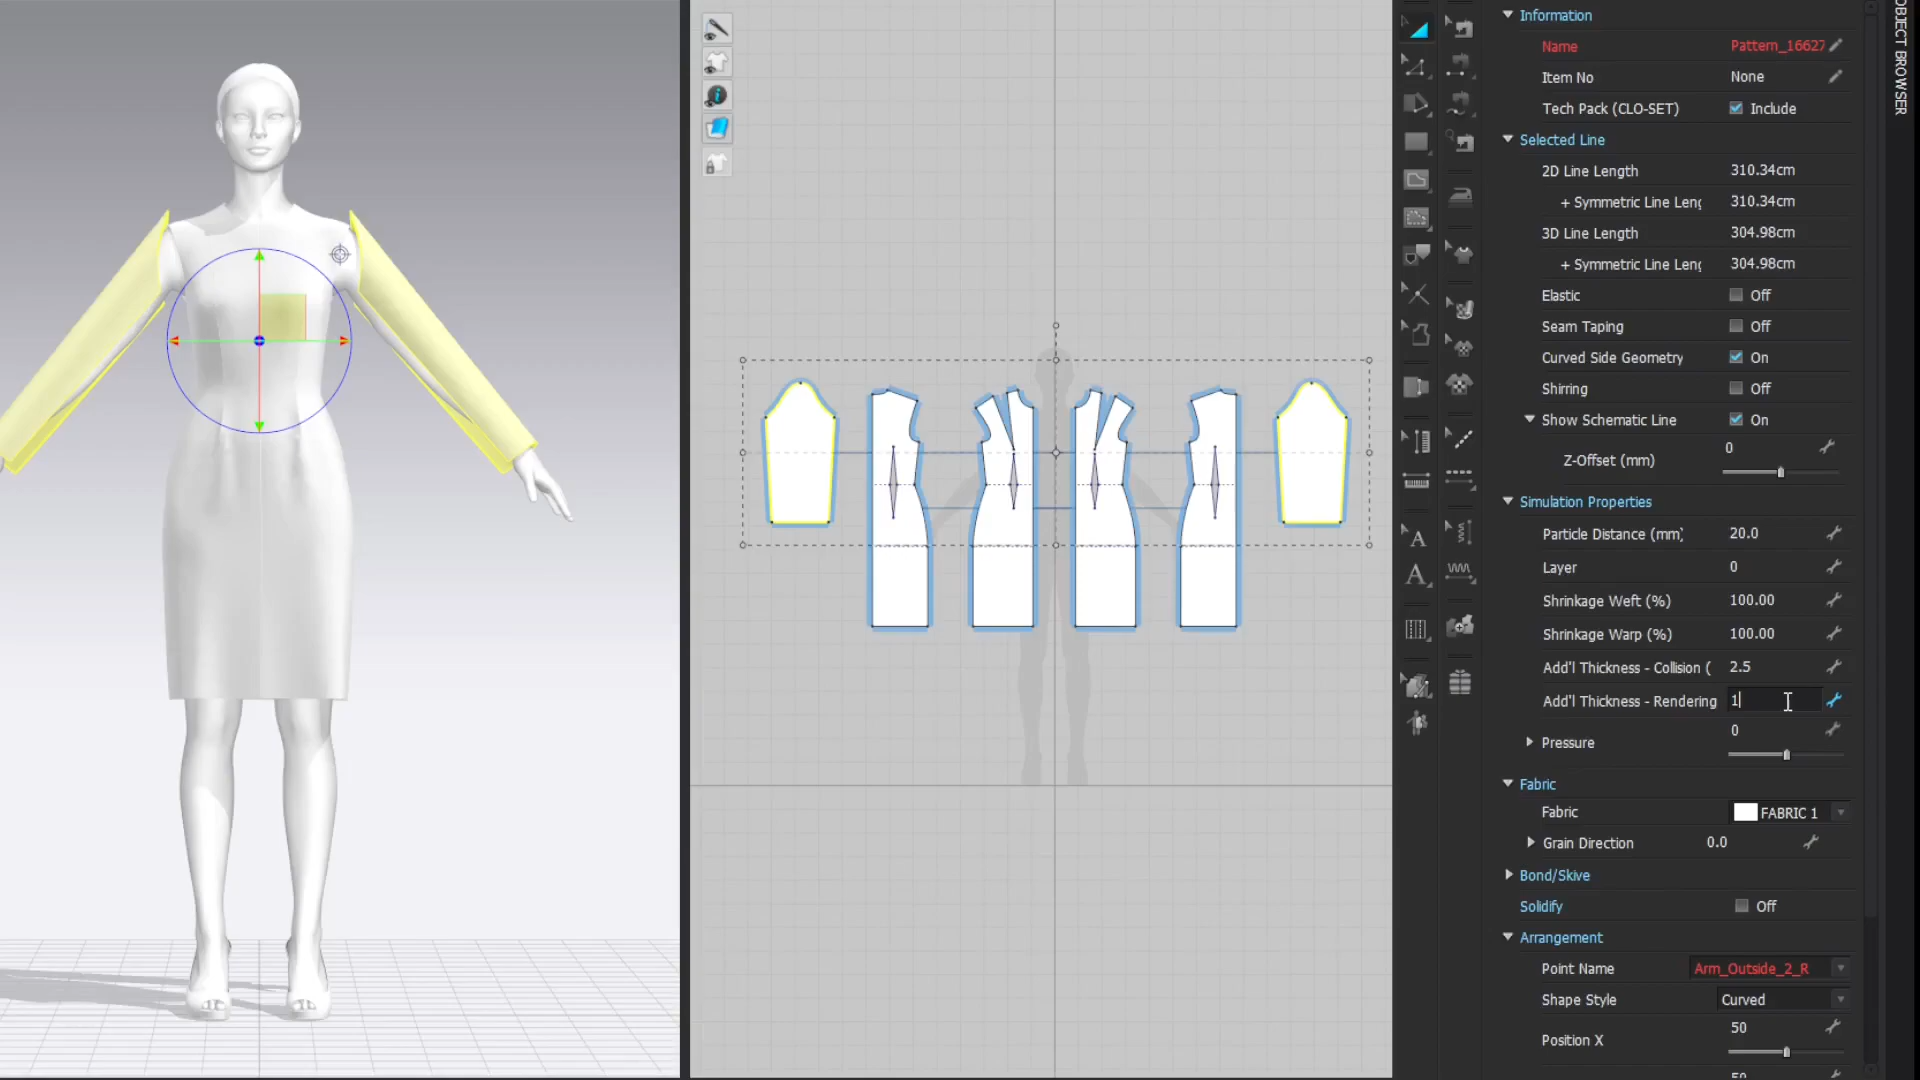 Information
Name Pattern_16627
Item No None
Tech Pack (CLO-SET) Include
Selected Line
2D Line Length 310.34cm
+ Symmetric Line Leng 310.34cm
3D Line Length 304.98cm
+ Symmetric Line Leng 304.98cm
Elastic Off
Seam Taping Off
Curved Side Geometry On
Shirring Off
Show Schematic Line On
Z-Offset (mm) 0
Simulation Properties
Particle Distance (mm) 20.0
Layer 0
Shrinkage Weft (%) 100.00
Shrinkage Warp (%) 100.00
Add'l Thickness - Collision ( 2.5
Add'l Thickness - Rendering 1
Pressure 0
Fabric
Fabric FABRIC 1
Grain Direction 0.0
Bond/Skive
Solidify Off
Arrangement
Point Name Arm_Outside_2_R
Shape Style Curved
Position X 50
OBJECT BROWSER